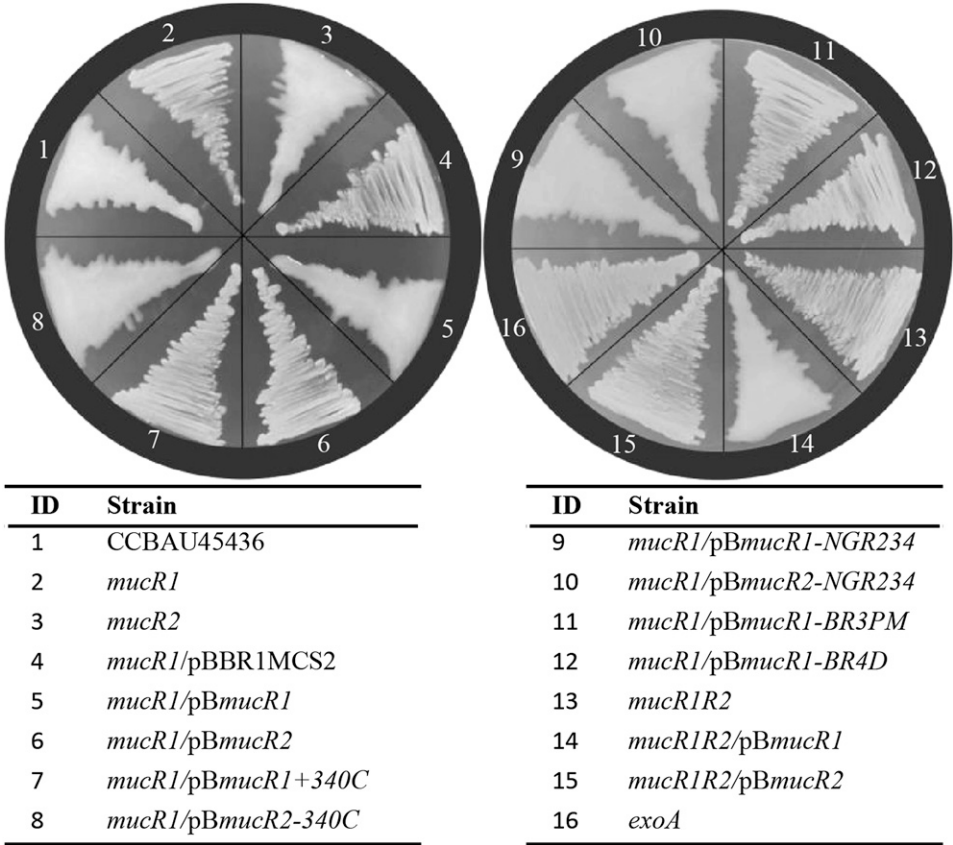 2
3
10
11
1
4
9
12
8
5
16
13
7
6
15
14
ID Strain
1 CCBAU45436
2 mucR1
3 mucR2
4 mucR1/pBBR1MCS2
5 mucR1/pBmucR1
6 mucR1/pBmucR2
7 mucR1/pBmucR1+340C
8 mucR1/pBmucR2-340C
ID Strain
9 mucR1/pBmucR1-NGR234
10 mucR1/pBmucR2-NGR234
11 mucR1/pBmucR1-BR3PM
12 mucR1/pBmucR1-BR4D
13 mucR1R2
14 mucR1R2/pBmucR1
15 mucR1R2/pBmucR2
16 exoA